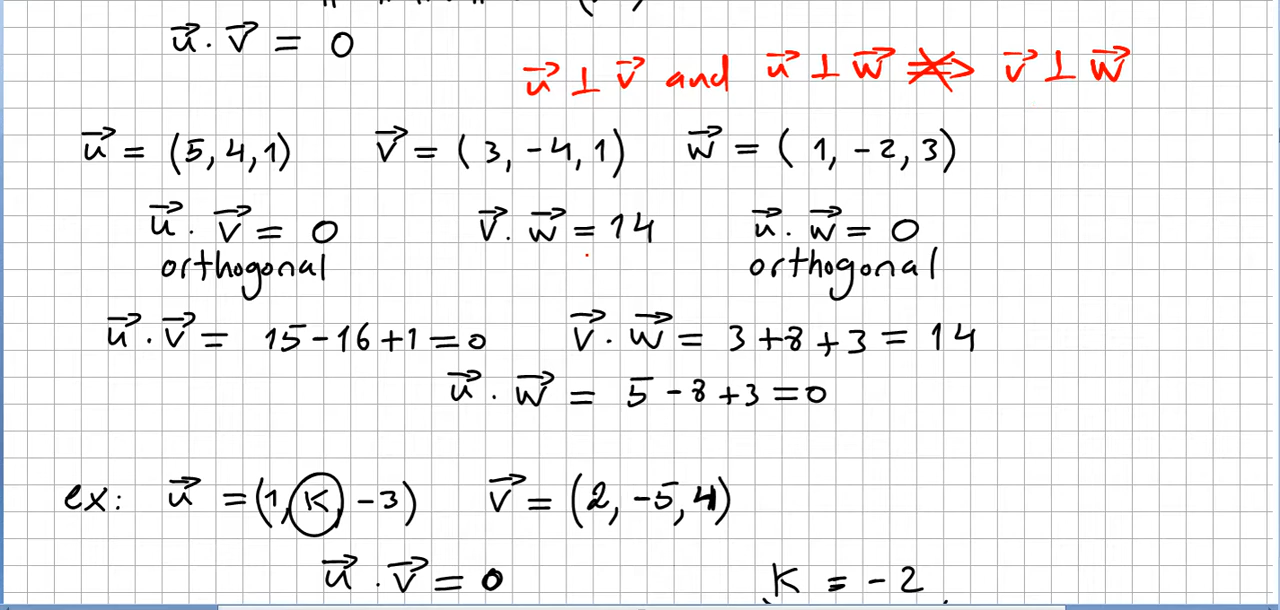 u⃗ · v⃗ = 0
u⃗ ⊥ v⃗ and u⃗ ⊥ w⃗ ⇏ v⃗ ⊥ w⃗
u⃗ = (5, 4, 1) v⃗ = (3, -4, 1) w⃗ = (1, -2, 3)
u⃗ · v⃗ = 0 v⃗ · w⃗ = 14 u⃗ · w⃗ = 0
orthogonal orthogonal
u⃗ · v⃗ = 15 - 16 + 1 = 0 v⃗ · w⃗ = 3 + 8 + 3 = 14
u⃗ · w⃗ = 5 - 8 + 3 = 0
ex: u⃗ = (1, K, -3) v⃗ = (2, -5, 4)
u⃗ · v⃗ = 0 K = -2